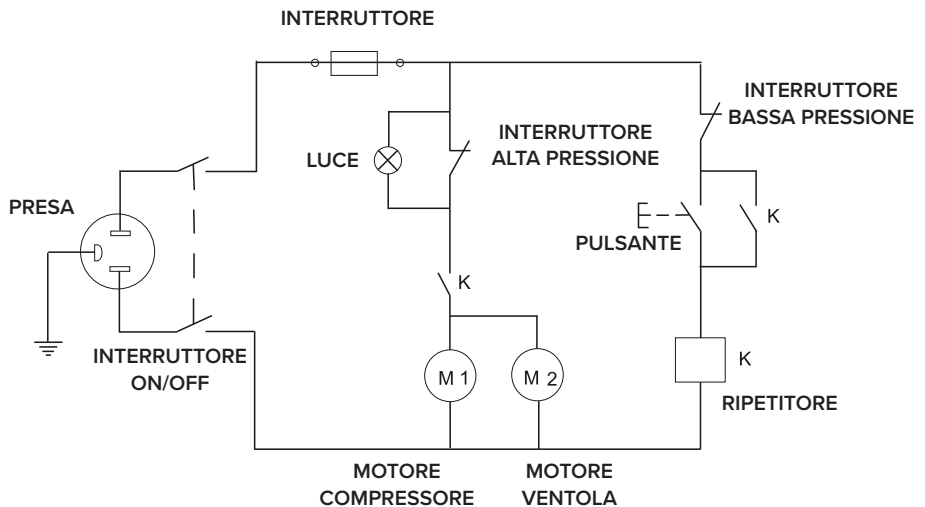 INTERRUTTORE
INTERRUTTORE
BASSA PRESSIONE
INTERRUTTORE
ALTA PRESSIONE
LUCE
PRESA
K
PULSANTE
K
INTERRUTTORE
ON/OFF
M 1
M 2
K
RIPETITORE
MOTORE
COMPRESSORE
MOTORE
VENTOLA